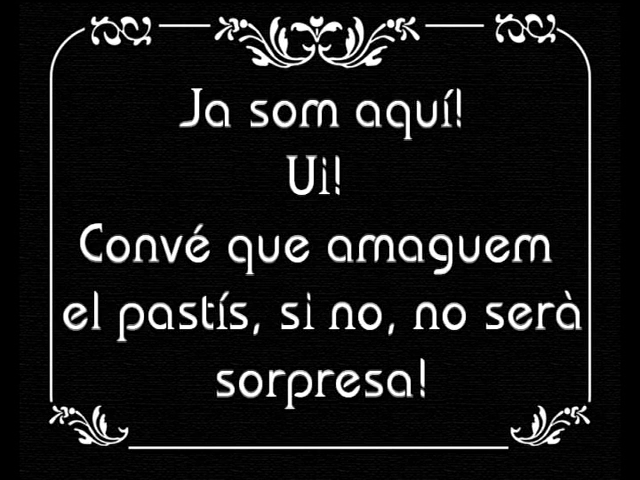 Ja som aquí!
Ui!
Convé que amaguem
el pastís, si no, no serà
sorpresa!